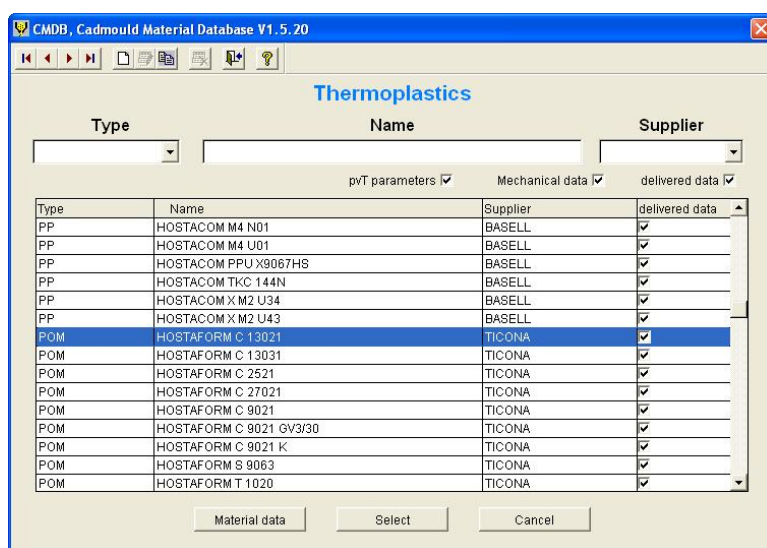 CMDB, Cadmould Material Database V1.5.20
Thermoplastics
Type Name Supplier
pvT parameters Mechanical data delivered data
Type Name Supplier delivered data
PP HOSTACOM M4 N01 BASELL
PP HOSTACOM M4 U01 BASELL
PP HOSTACOM PPU X9067HS BASELL
PP HOSTACOM TKC 144N BASELL
PP HOSTACOM X M2 U34 BASELL
PP HOSTACOM X M2 U43 BASELL
POM HOSTAFORM C 13021 TICONA
POM HOSTAFORM C 13031 TICONA
POM HOSTAFORM C 2521 TICONA
POM HOSTAFORM C 27021 TICONA
POM HOSTAFORM C 9021 TICONA
POM HOSTAFORM C 9021 GV3/30 TICONA
POM HOSTAFORM C 9021 K TICONA
POM HOSTAFORM S 9063 TICONA
POM HOSTAFORM T 1020 TICONA
Material data Select Cancel